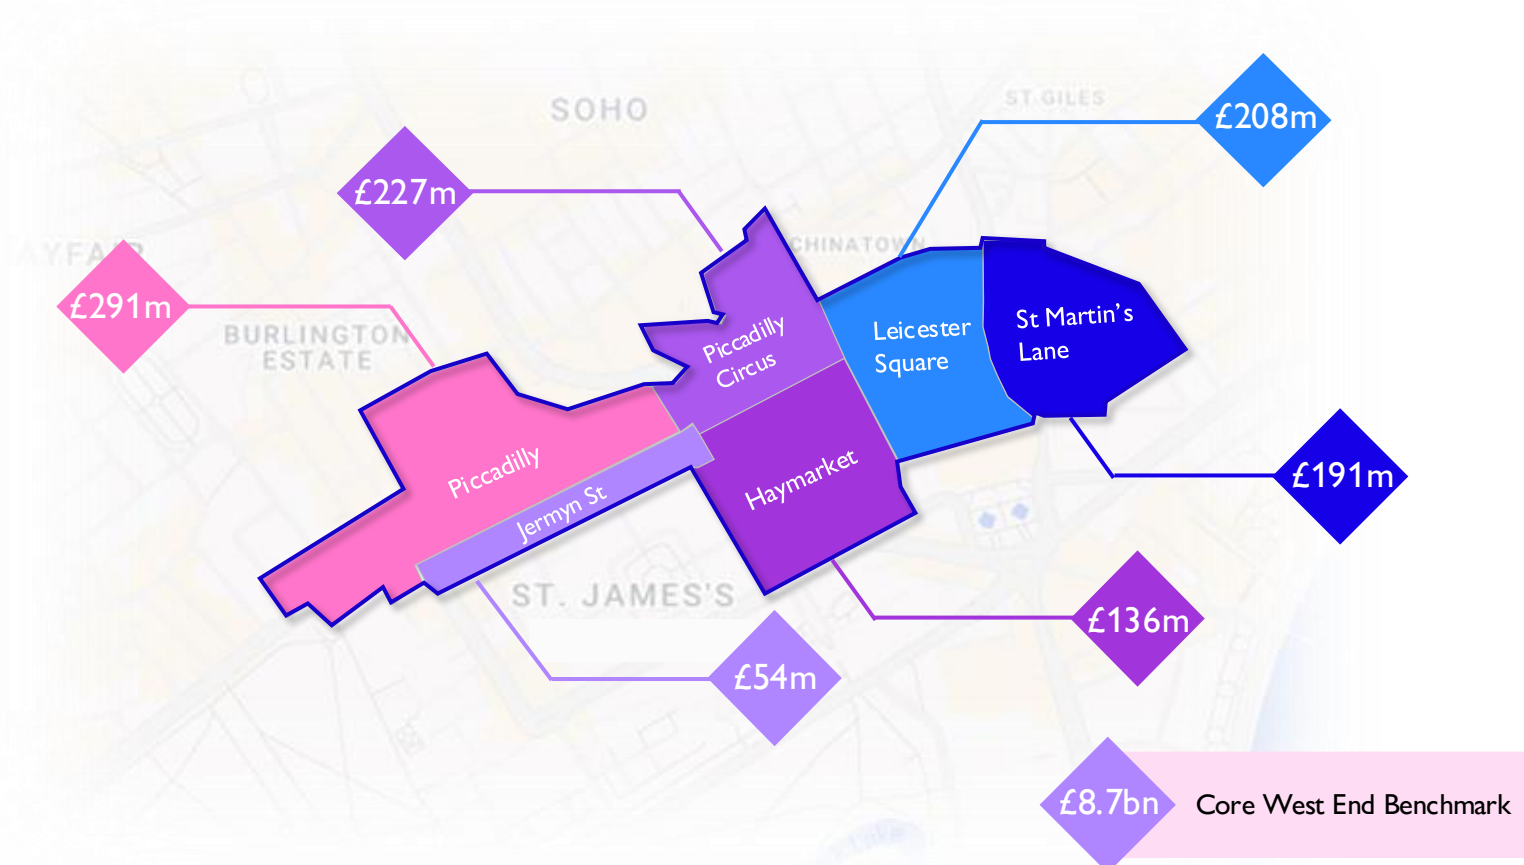 SOHO
ST GILES
£208m
£227m
CHINATOWN
AYFAIR
£291m
BURLINGTON
ESTATE
Piccadilly
Circus
Leicester
Square
St Martin's
Lane
Piccadilly
Jermyn St
Haymarket
£191m
ST. JAMES'S
£136m
£54m
£8.7bn
Core West End Benchmark